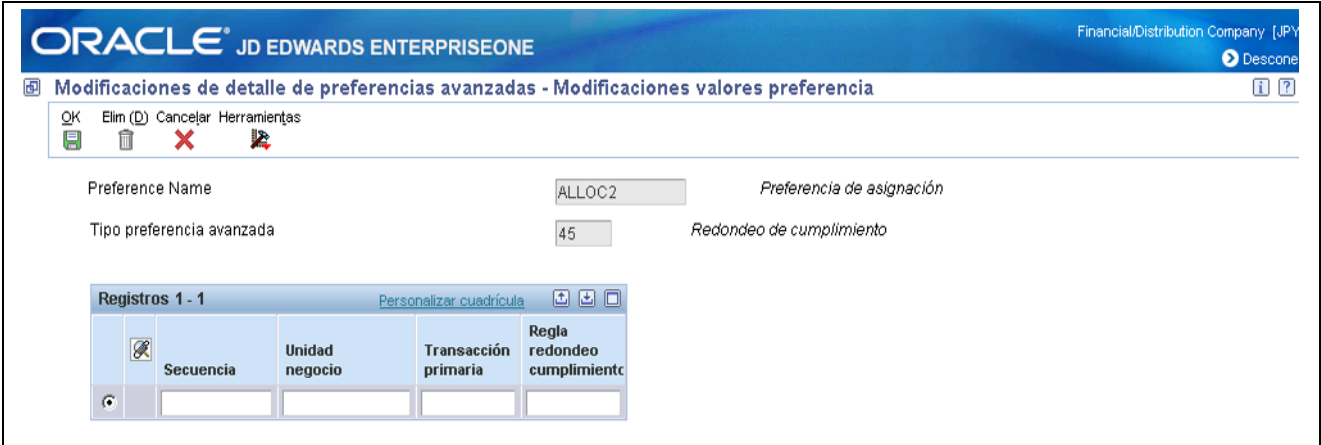 Financial/Distribution Company [JPY
ORACLE® JD EDWARDS ENTERPRISEONE
Descone
Modificaciones de detalle de preferencias avanzadas - Modificaciones valores preferencia
i ?
OK Elim (D) Cancelar Herramientas
Preference Name ALLOC2 Preferencia de asignación
Tipo preferencia avanzada 45 Redondeo de cumplimiento
Registros 1 - 1 Personalizar cuadrícula
Secuencia Unidad negocio Transacción primaria Regla redondeo cumplimiento